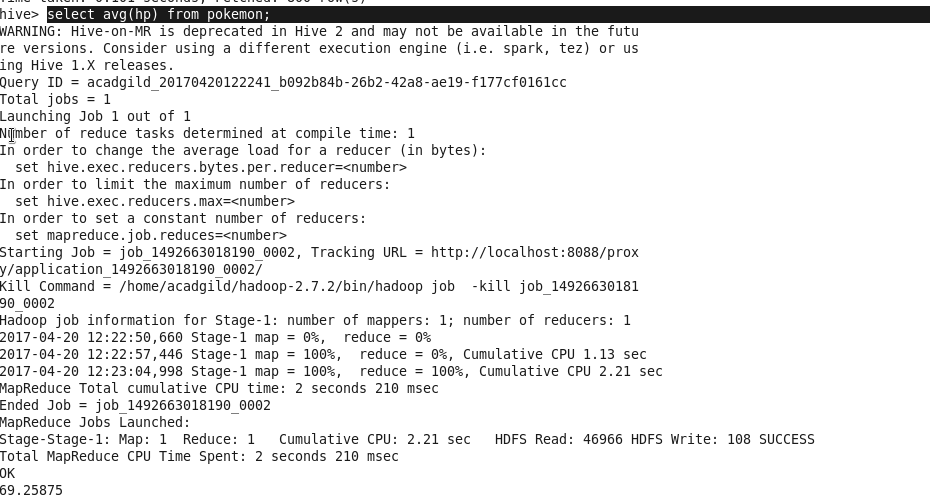 hive> select avg(hp) from pokemon;
WARNING: Hive-on-MR is deprecated in Hive 2 and may not be available in the futu
re versions. Consider using a different execution engine (i.e. spark, tez) or us
ing Hive 1.X releases.
Query ID = acadgild_20170420122241_b092b84b-26b2-42a8-ae19-f177cf0161cc
Total jobs = 1
Launching Job 1 out of 1
Number of reduce tasks determined at compile time: 1
In order to change the average load for a reducer (in bytes):
  set hive.exec.reducers.bytes.per.reducer=<number>
In order to limit the maximum number of reducers:
  set hive.exec.reducers.max=<number>
In order to set a constant number of reducers:
  set mapreduce.job.reduces=<number>
Starting Job = job_1492663018190_0002, Tracking URL = http://localhost:8088/prox
y/application_1492663018190_0002/
Kill Command = /home/acadgild/hadoop-2.7.2/bin/hadoop job  -kill job_14926630181
90_0002
Hadoop job information for Stage-1: number of mappers: 1; number of reducers: 1
2017-04-20 12:22:50,660 Stage-1 map = 0%,  reduce = 0%
2017-04-20 12:22:57,446 Stage-1 map = 100%,  reduce = 0%, Cumulative CPU 1.13 sec
2017-04-20 12:23:04,998 Stage-1 map = 100%,  reduce = 100%, Cumulative CPU 2.21 sec
MapReduce Total cumulative CPU time: 2 seconds 210 msec
Ended Job = job_1492663018190_0002
MapReduce Jobs Launched:
Stage-Stage-1: Map: 1  Reduce: 1   Cumulative CPU: 2.21 sec   HDFS Read: 46966 HDFS Write: 108 SUCCESS
Total MapReduce CPU Time Spent: 2 seconds 210 msec
OK
69.25875